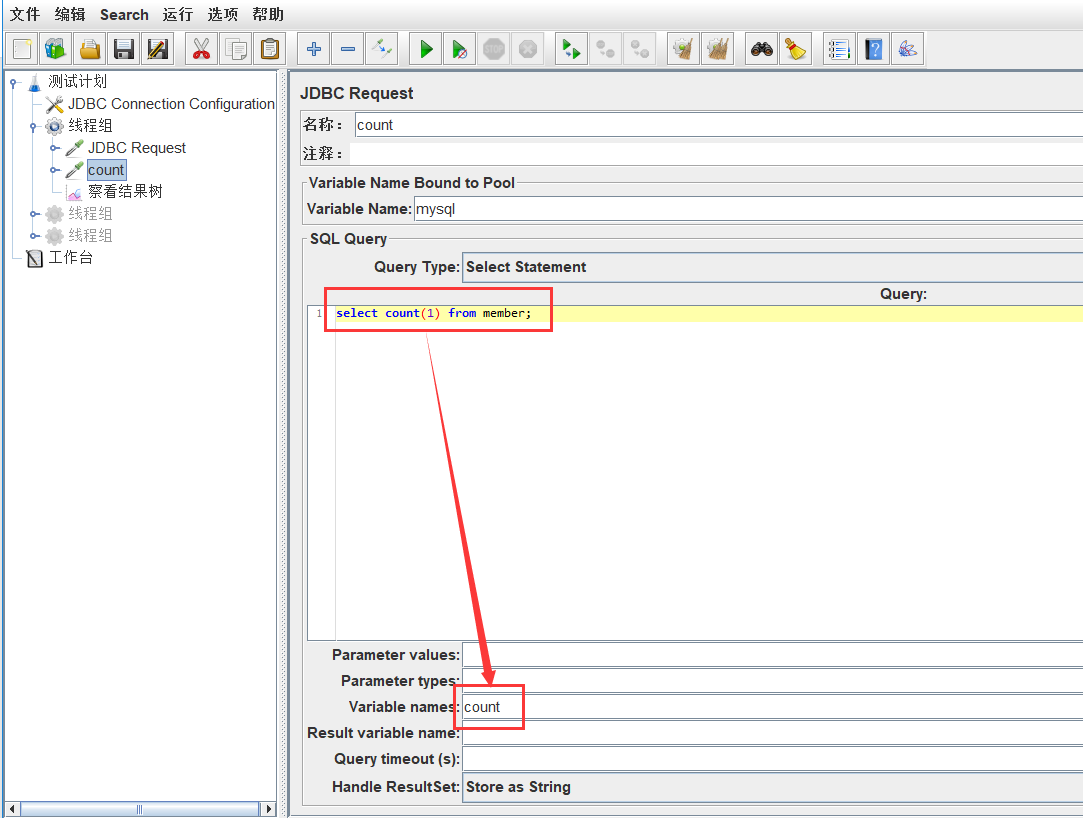 文件 编辑 Search 运行 选项 帮助
STOP
测试计划
JDBC Connection Configuration
线程组
JDBC Request
count
察看结果树
线程组
线程组
工作台
JDBC Request
名称： count
注释：
Variable Name Bound to Pool
Variable Name: mysql
SQL Query
Query Type: Select Statement
Query:
1 select count(1) from member;
Parameter values:
Parameter types:
Variable names: count
Result variable name:
Query timeout (s):
Handle ResultSet: Store as String